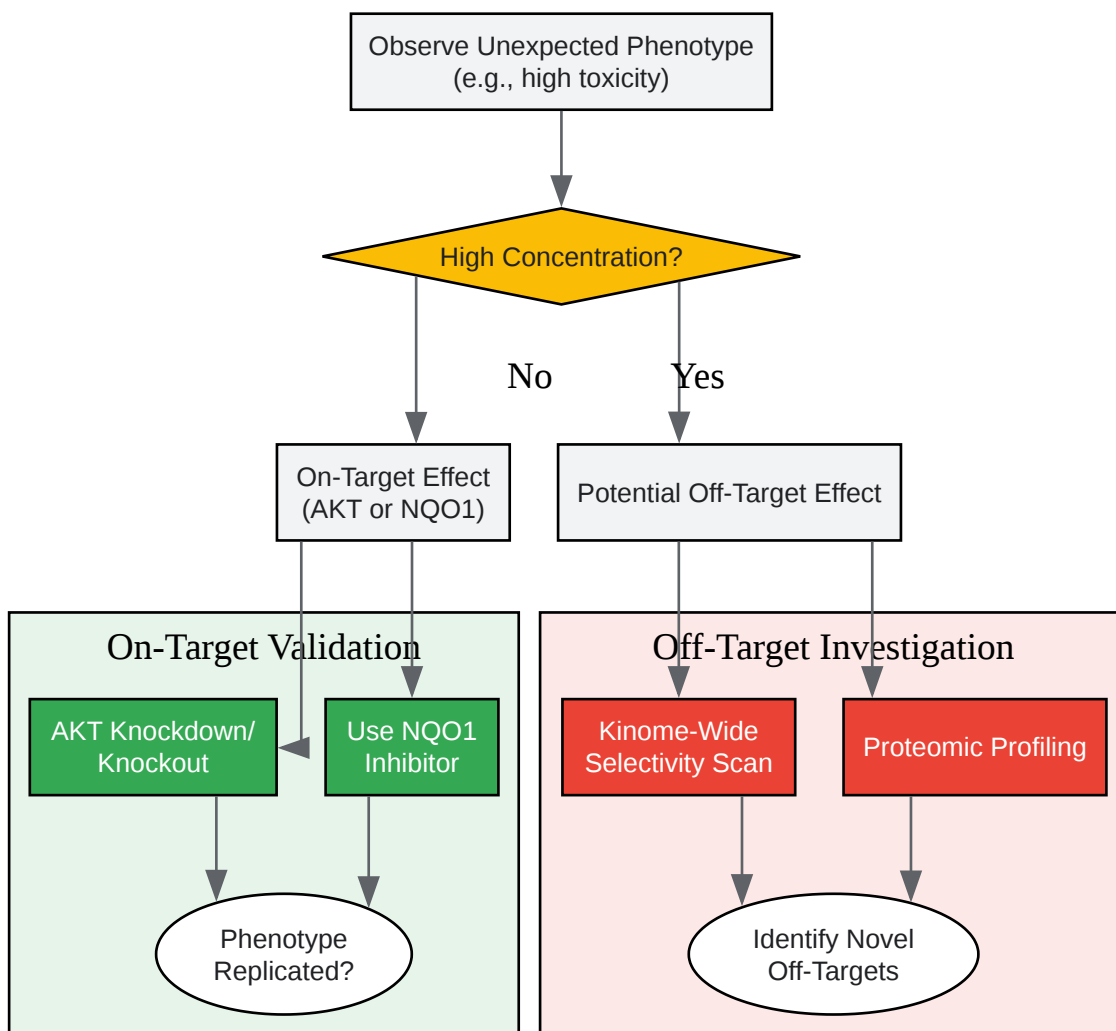 Observe Unexpected Phenotype
(e.g., high toxicity)
High Concentration?
No
Yes
On-Target Effect
(AKT or NQO1)
Potential Off-Target Effect
On-Target Validation
Off-Target Investigation
AKT Knockdown/
Knockout
Use NQO1
Inhibitor
Kinome-Wide
Selectivity Scan
Proteomic Profiling
Phenotype
Replicated?
Identify Novel
Off-Targets